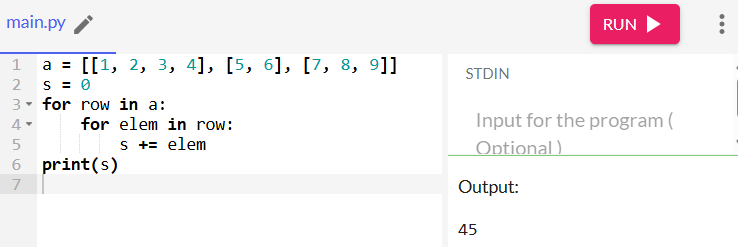 main.py
RUN
1 a = [[1, 2, 3, 4], [5, 6], [7, 8, 9]]
2 s = 0
3 for row in a:
4     for elem in row:
5         s += elem
6 print(s)
7
STDIN
Input for the program (
Optional )
Output:
45